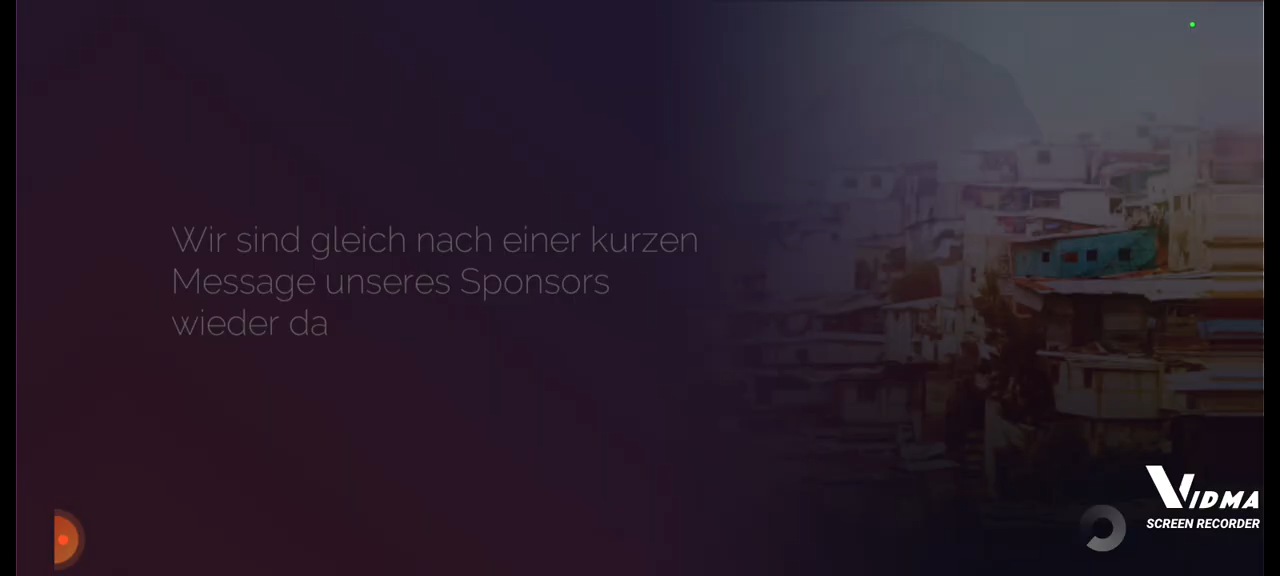 Wir sind gleich nach einer kurzen
Message unseres Sponsors
wieder da
VIDMA
SCREEN RECORDER